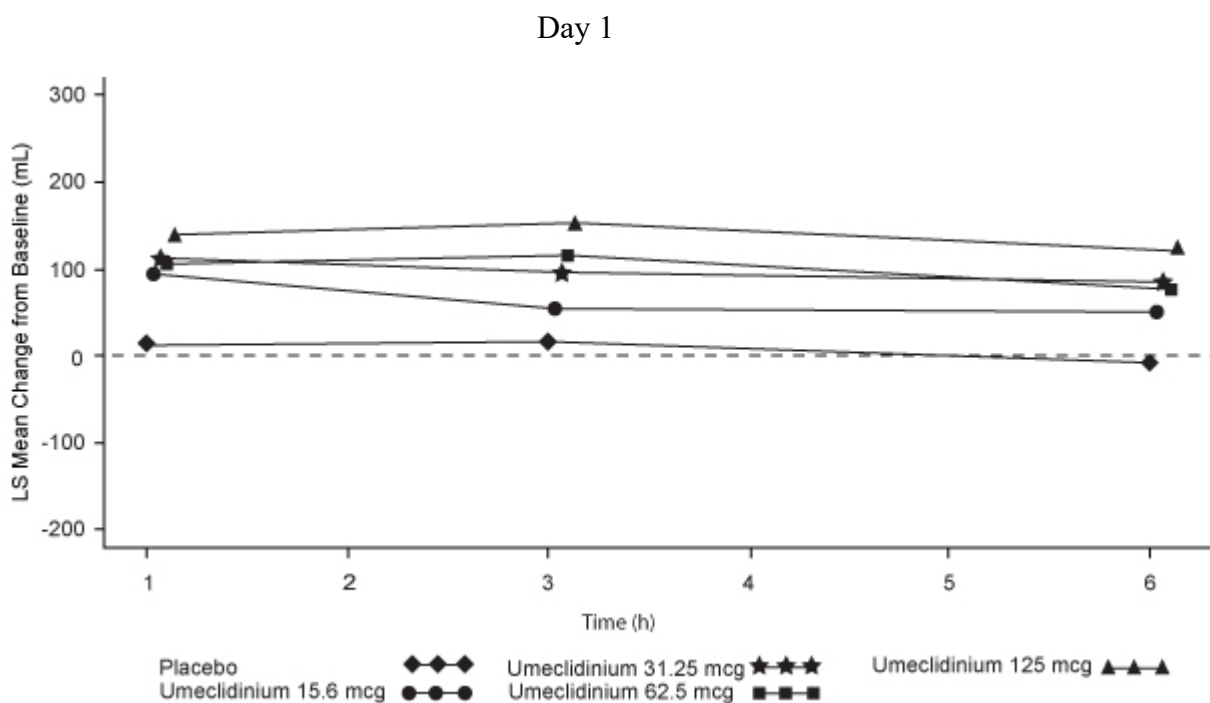 Day 1
LS Mean Change from Baseline (mL)
300
200
100
0
-100
-200
1 2 3 4 5 6
Time (h)
Placebo Umeclidinium 31.25 mcg Umeclidinium 125 mcg
Umeclidinium 15.6 mcg Umeclidinium 62.5 mcg